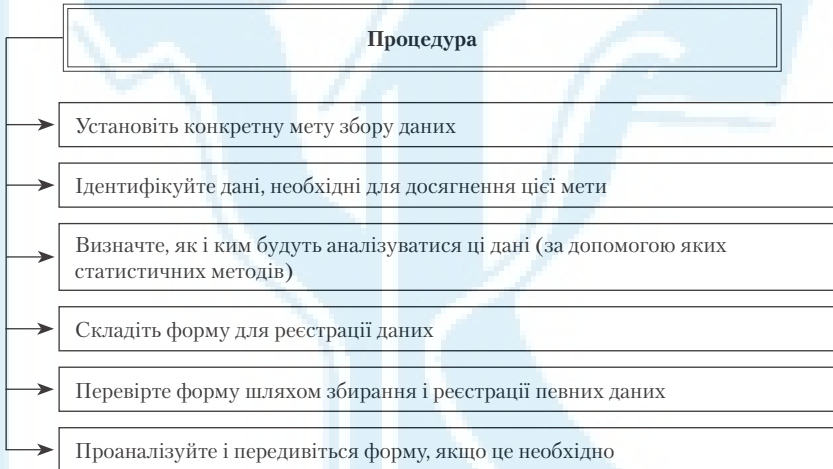 Процедура
Установіть конкретну мету збору даних
Ідентифікуйте дані, необхідні для досягнення цієї мети
Визначте, як і ким будуть аналізуватися ці дані (за допомогою яких
статистичних методів)
Складіть форму для реєстрації даних
Перевірте форму шляхом збирання і реєстрації певних даних
Проаналізуйте і передивіться форму, якщо це необхідно